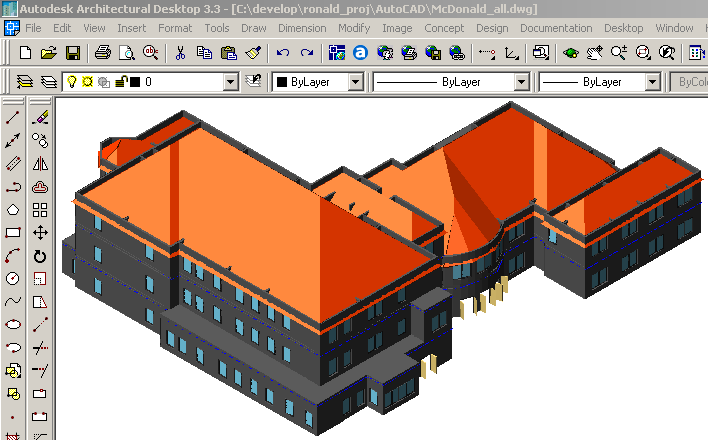 Autodesk Architectural Desktop 3.3 - [C:\develop\ronald_proj\AutoCAD\McDonald_all.dwg]
File Edit View Insert Format Tools Draw Dimension Modify Image Concept Design Documentation Desktop Window
0 ByLayer ByLayer ByLayer ByColo